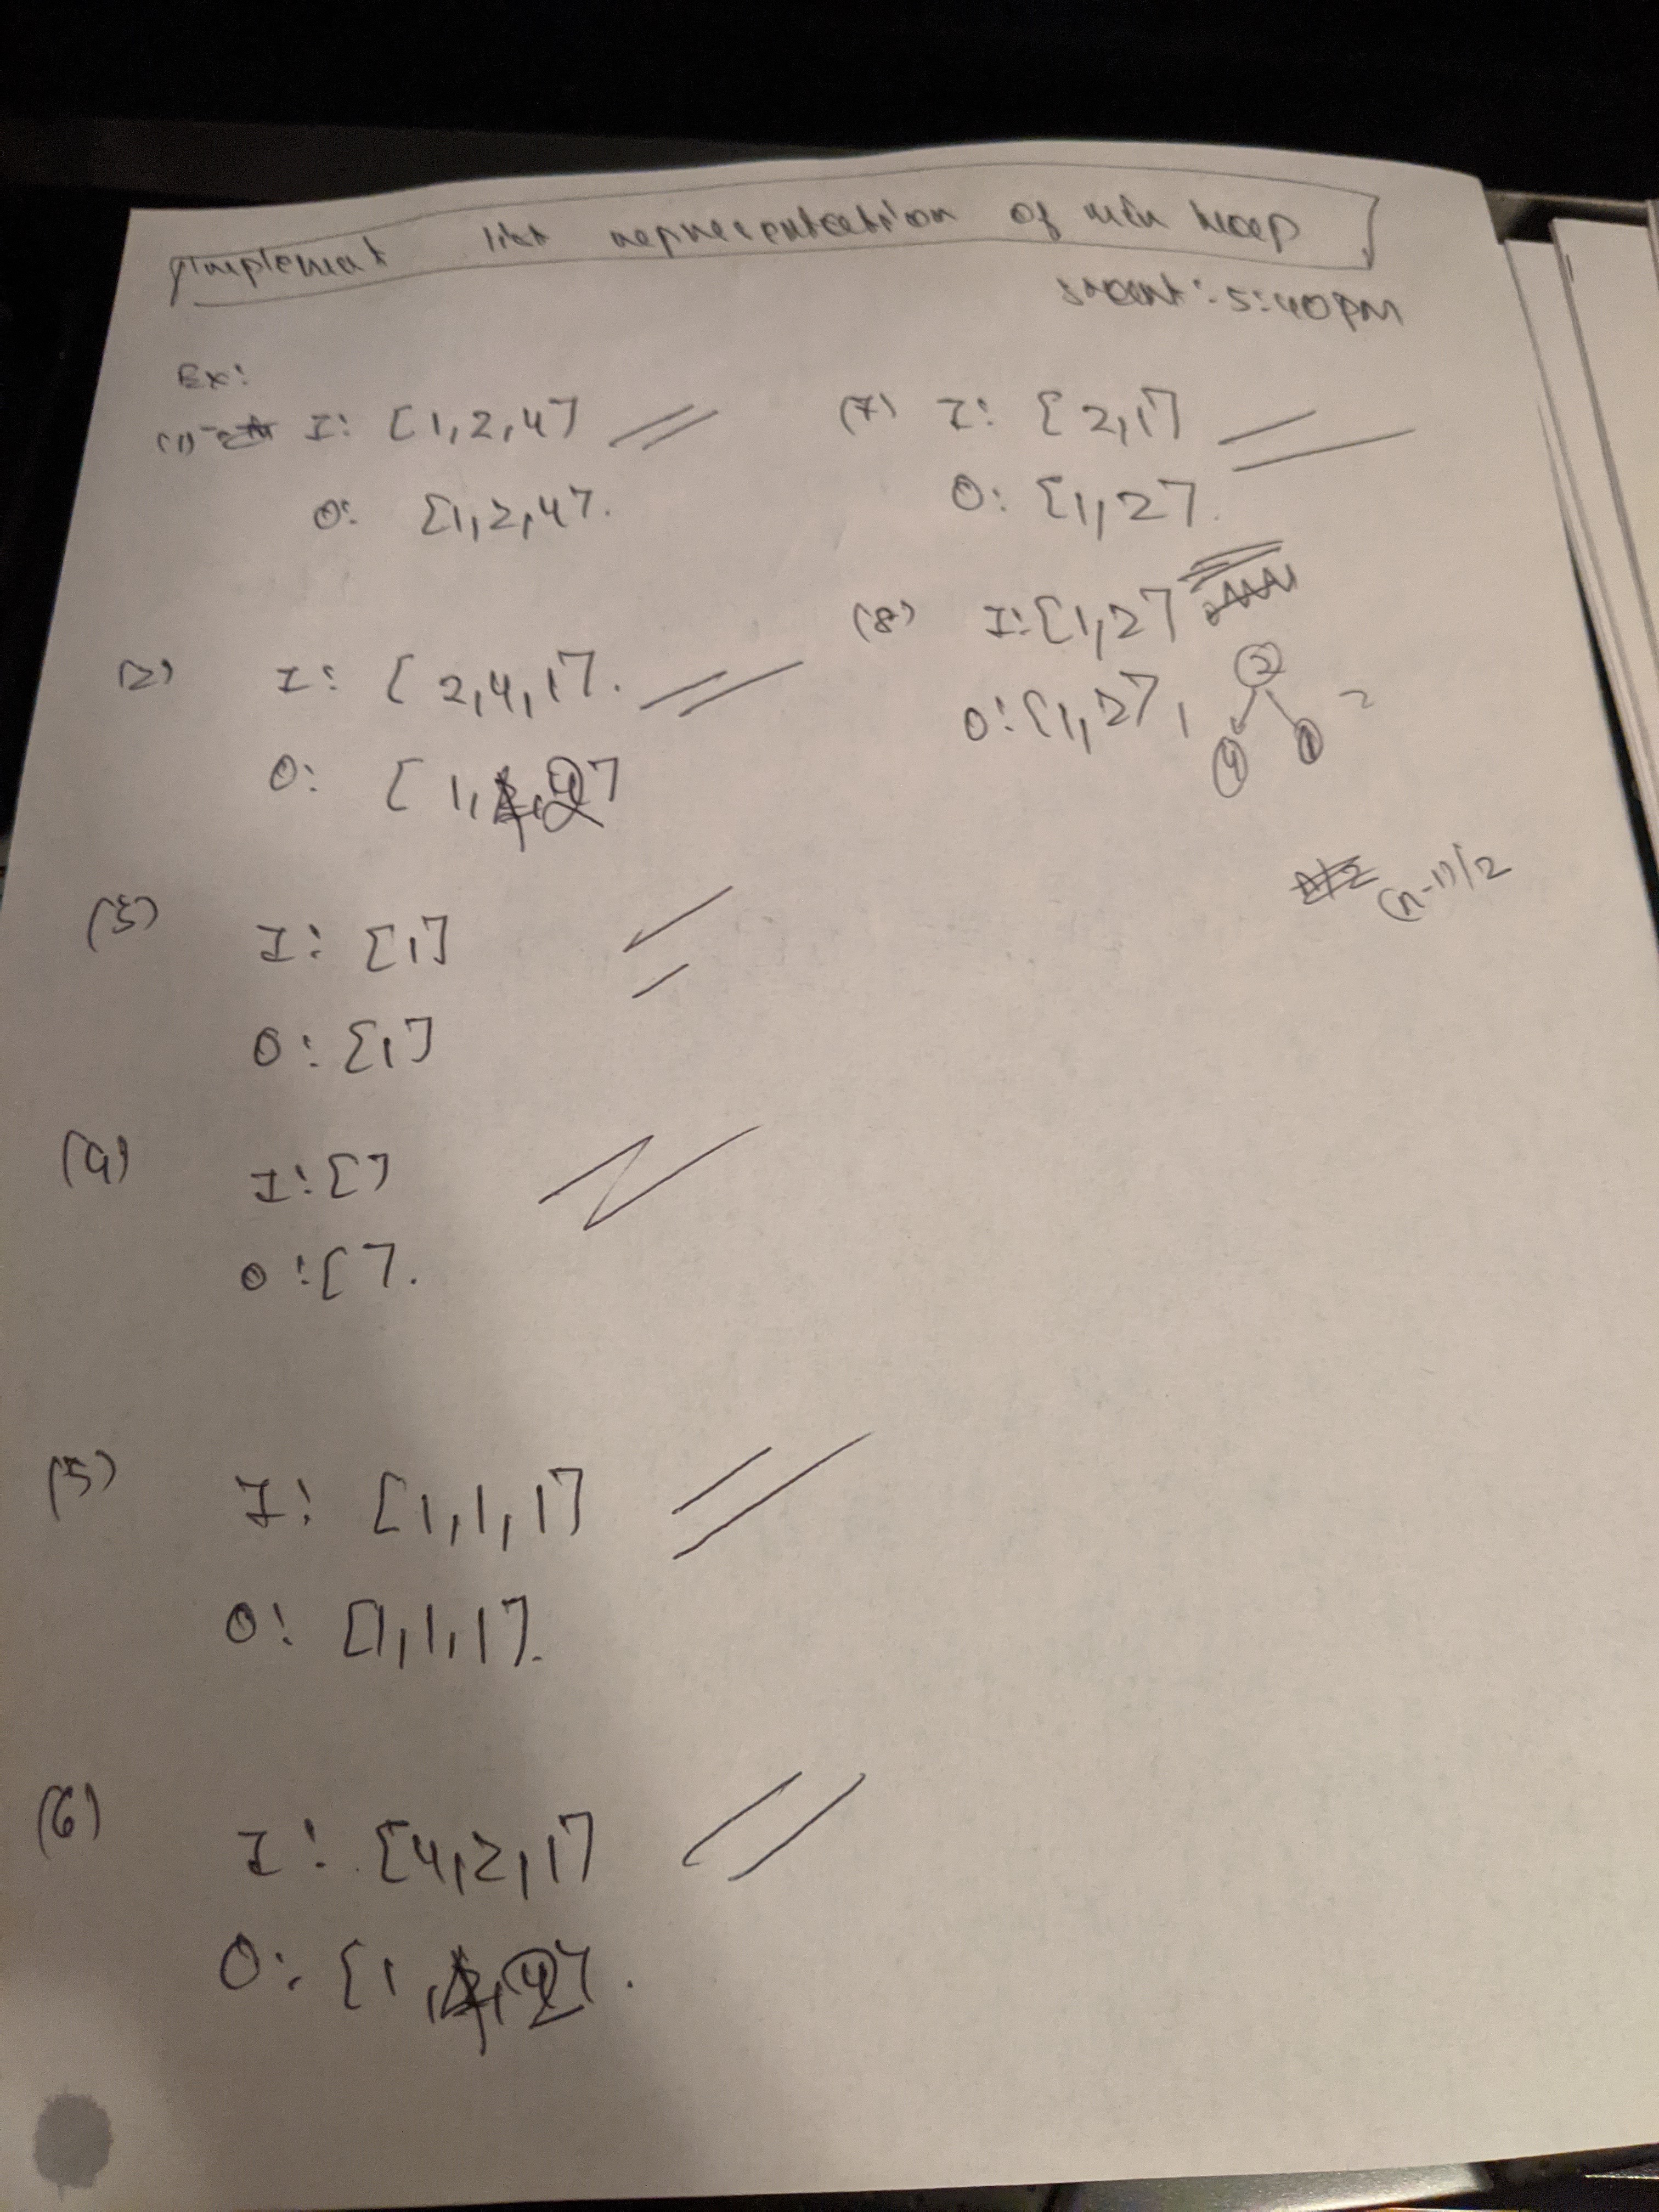 Implement list representation of min heap
Start: 5:40PM
Ex:
(1) I: [1,2,4]
O: [1,2,4].
(2) I: [2,4,1].
O: [1,4,2]
(3) I: [1]
O: [1]
(4) I: []
O: [].
(5) I: [1,1,1]
O: [1,1,1].
(6) I: [4,2,1]
O: [1,4,2].
(7) I: [2,1]
O: [1,2].
(8) I: [1,2]
O: [1,2],
2
4 1
(n-1)/2